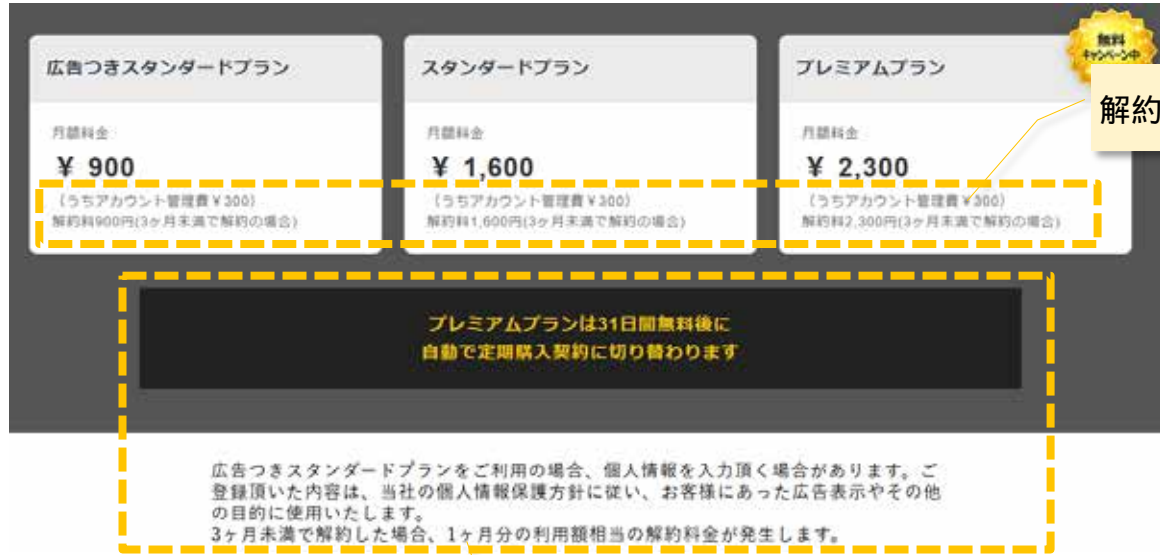 無料
キャンペーン中
広告つきスタンダードプラン
スタンダードプラン
プレミアムプラン
解約
月額料金
月額料金
月額料金
¥ 900
¥ 1,600
¥ 2,300
(うちアカウント管理費¥300)
(うちアカウント管理費¥300)
(うちアカウント管理費¥300)
解約料900円(3ヶ月未満で解約の場合)
解約料1,600円(3ヶ月未満で解約の場合)
解約料2,300円(3ヶ月未満で解約の場合)
プレミアムプランは31日間無料後に
自動で定期購入契約に切り替わります
広告つきスタンダードプランをご利用の場合、個人情報を入力頂く場合があります。ご
登録頂いた内容は、当社の個人情報保護方針に従い、お客様にあった広告表示やその他
の目的に使用いたします。
3ヶ月未満で解約した場合、1ヶ月分の利用額相当の解約料金が発生します。